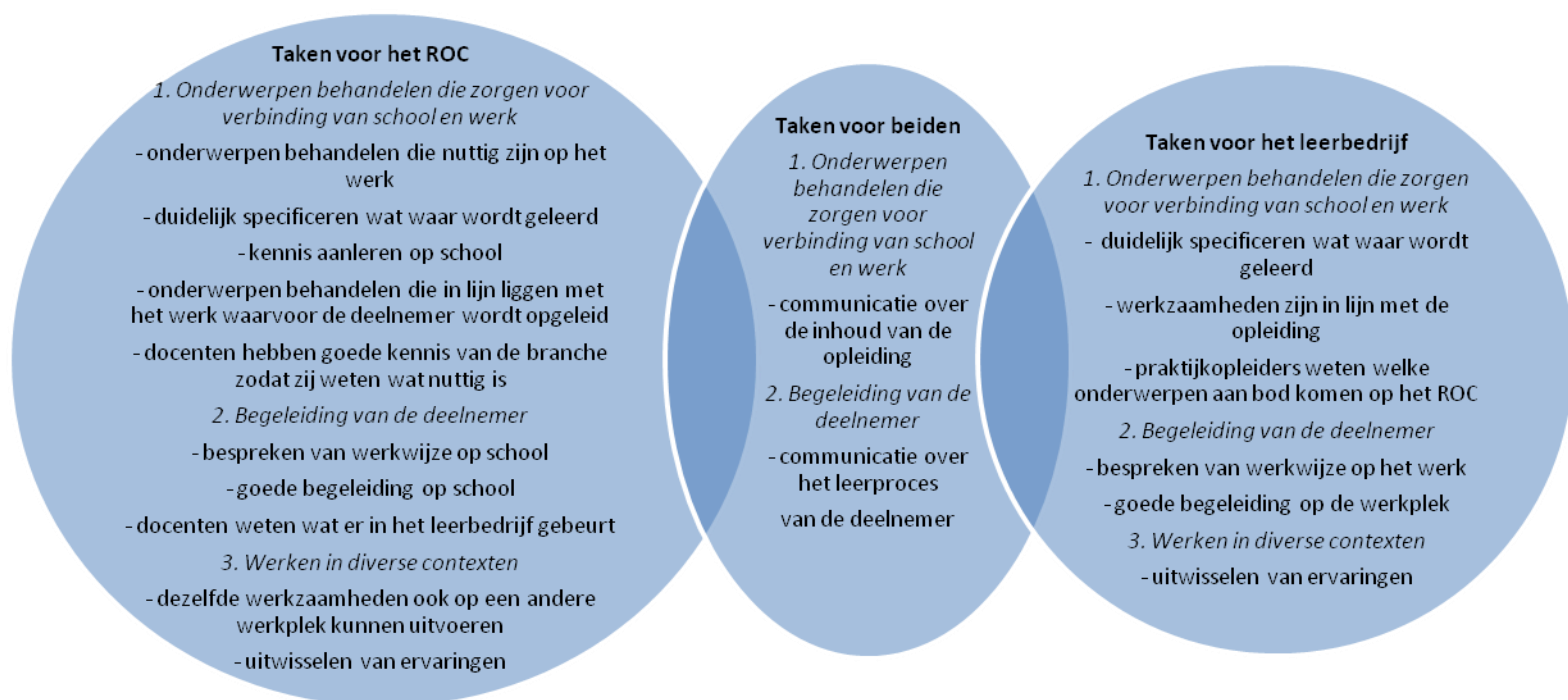 Taken voor het ROC
1. Onderwerpen behandelen die zorgen voor
verbinding van school en werk
-onderwerpen behandelen die nuttig zijn op het
werk
-duidelijk specificeren wat waar wordt geleerd
-kennis aanleren op school
-onderwerpen behandelen die in lijn liggen met
het werk waarvoor de deelnemer wordt opgeleid
-docenten hebben goede kennis van de branche
zodat zij weten wat nuttig is
2. Begeleiding van de deelnemer
-bespreken van werkwijze op school
-goede begeleiding op school
-docenten weten wat er in het leerbedrijf gebeurt
3. Werken in diverse contexten
-dezelfde werkzaamheden ook op een andere
werkplek kunnen uitvoeren
-uitwisselen van ervaringen
Taken voor beiden
1. Onderwerpen
behandelen die
zorgen voor
verbinding van school
en werk
-communicatie over
de inhoud van de
opleiding
2. Begeleiding van de
deelnemer
-communicatie over
het leerproces
van de deelnemer
Taken voor het leerbedrijf
1. Onderwerpen behandelen die zorgen
voor verbinding van school en werk
- duidelijk specificeren wat waar wordt
geleerd
-werkzaamheden zijn in lijn met de
opleiding
-praktijkopleiders weten welke
onderwerpen aan bod komen op het ROC
2. Begeleiding van de deelnemer
-bespreken van werkwijze op het werk
-goede begeleiding op de werkplek
3. Werken in diverse contexten
-uitwisselen van ervaringen